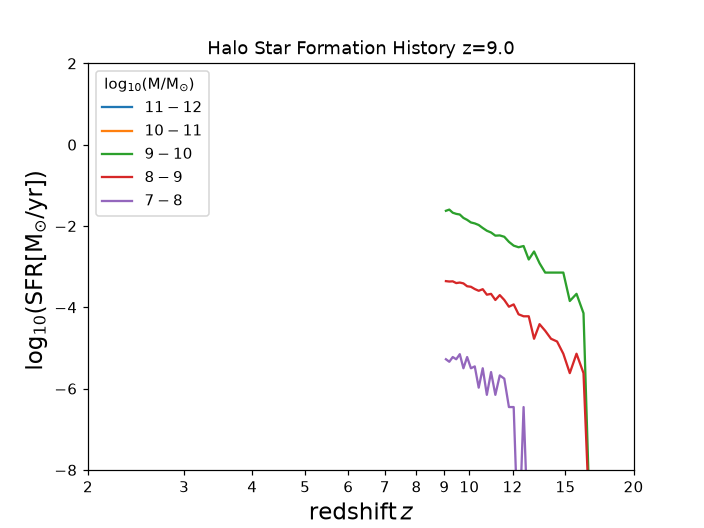 Halo Star Formation History z=9.0
log₁₀(M/M☉)
11 − 12
10 − 11
9 − 10
8 − 9
7 − 8
log₁₀(SFR[M☉/yr])
2
0
−2
−4
−6
−8
2 3 4 5 6 7 8 9 10 12 15 20
redshift z